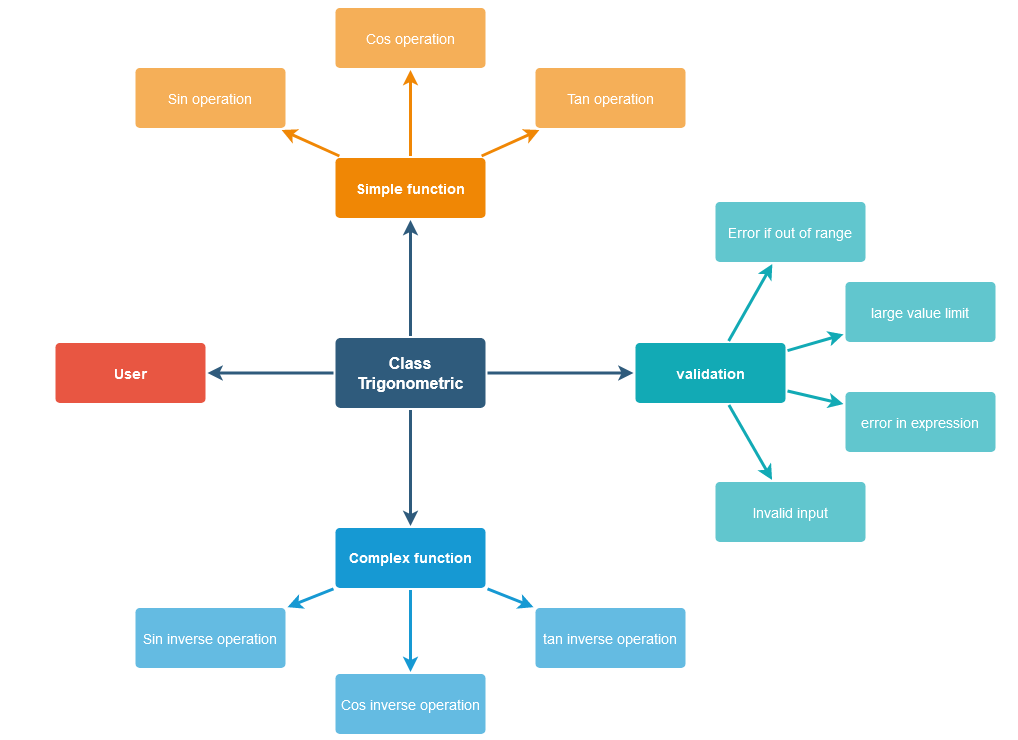 Cos operation
Sin operation
Tan operation
Simple function
Error if out of range
large value limit
User
Class
Trigonometric
validation
error in expression
Invalid input
Complex function
Sin inverse operation
tan inverse operation
Cos inverse operation